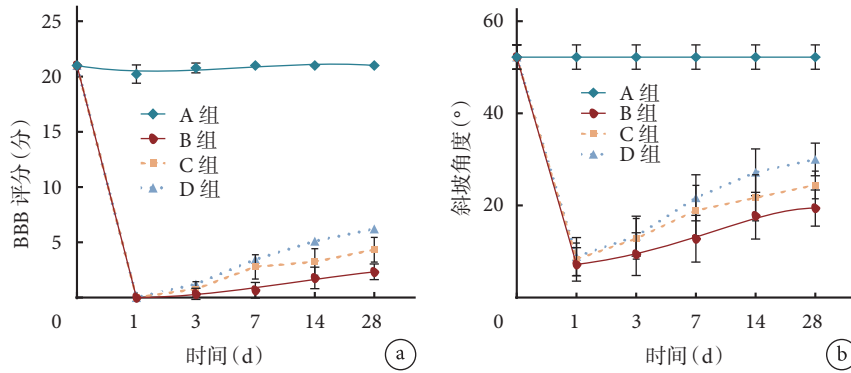 BBB 评分(分)
25
20
15
10
5
0
A 组
B 组
C 组
D 组
1 3 7 14 28
时间(d)
a
斜坡角度(°)
60
40
20
0
A 组
B 组
C 组
D 组
1 3 7 14 28
时间(d)
b